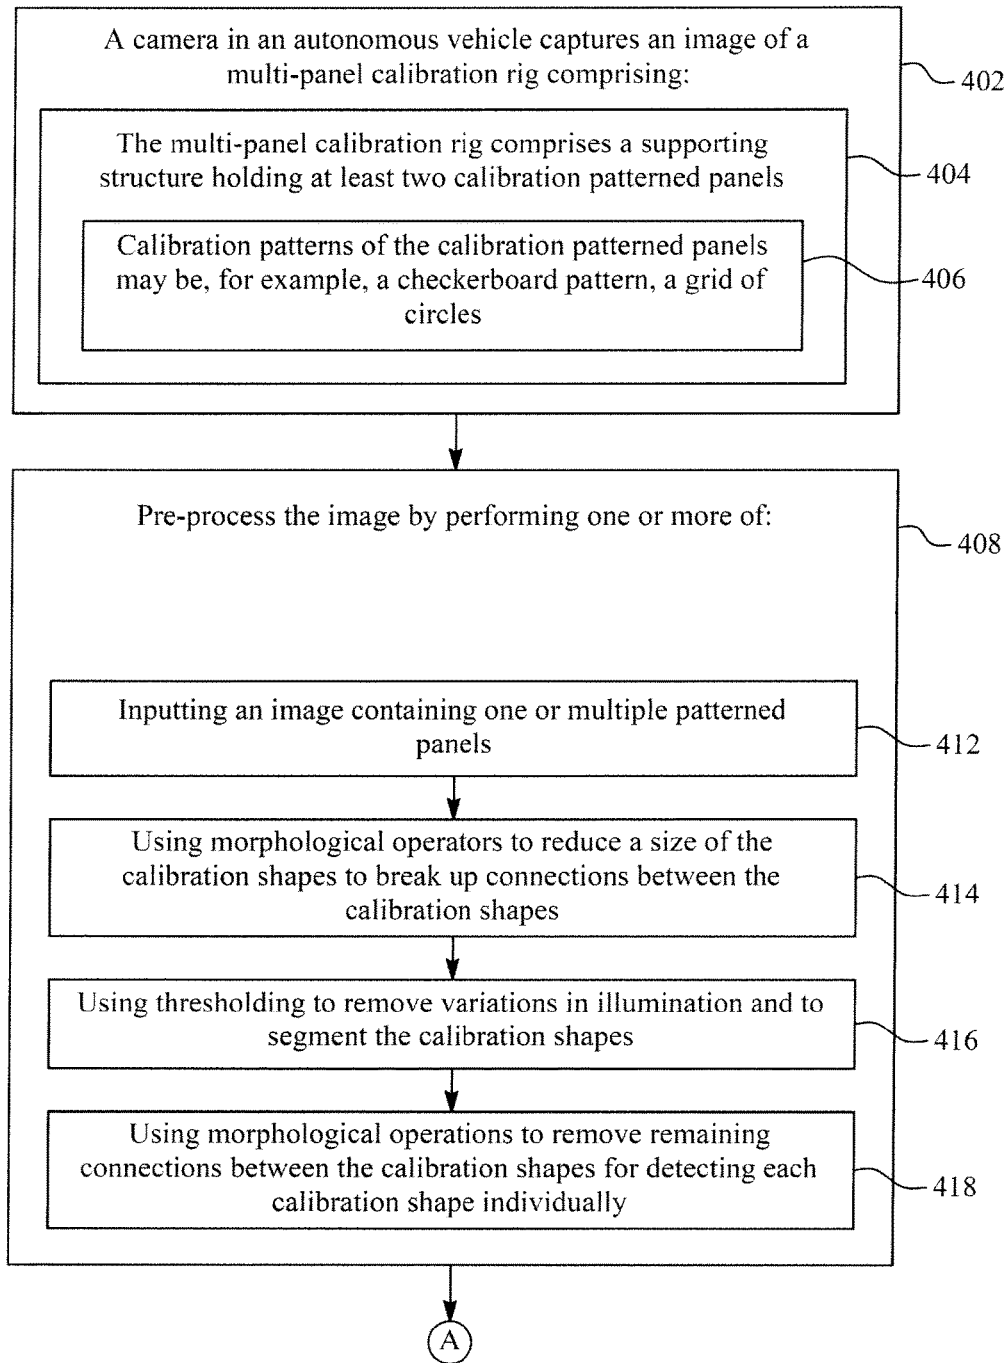 A camera in an autonomous vehicle captures an image of a
multi-panel calibration rig comprising:
402
The multi-panel calibration rig comprises a supporting
structure holding at least two calibration patterned panels
404
Calibration patterns of the calibration patterned panels
may be, for example, a checkerboard pattern, a grid of
circles
406
Pre-process the image by performing one or more of:
408
Inputting an image containing one or multiple patterned
panels
412
Using morphological operators to reduce a size of the
calibration shapes to break up connections between the
calibration shapes
414
Using thresholding to remove variations in illumination and to
segment the calibration shapes
416
Using morphological operations to remove remaining
connections between the calibration shapes for detecting each
calibration shape individually
418
A